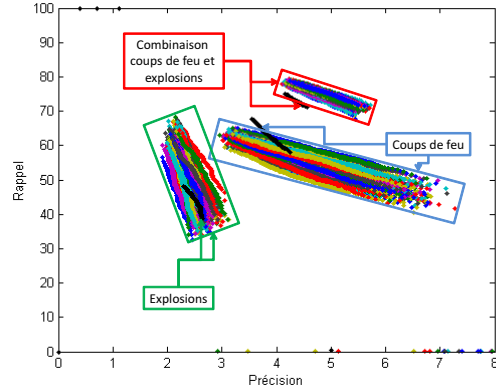 100
90
80
70
60
50
40
30
20
10
0
Rappel
Combinaison
coups de feu et
explosions
Coups de feu
Explosions
0 1 2 3 4 5 6 7 8
Précision